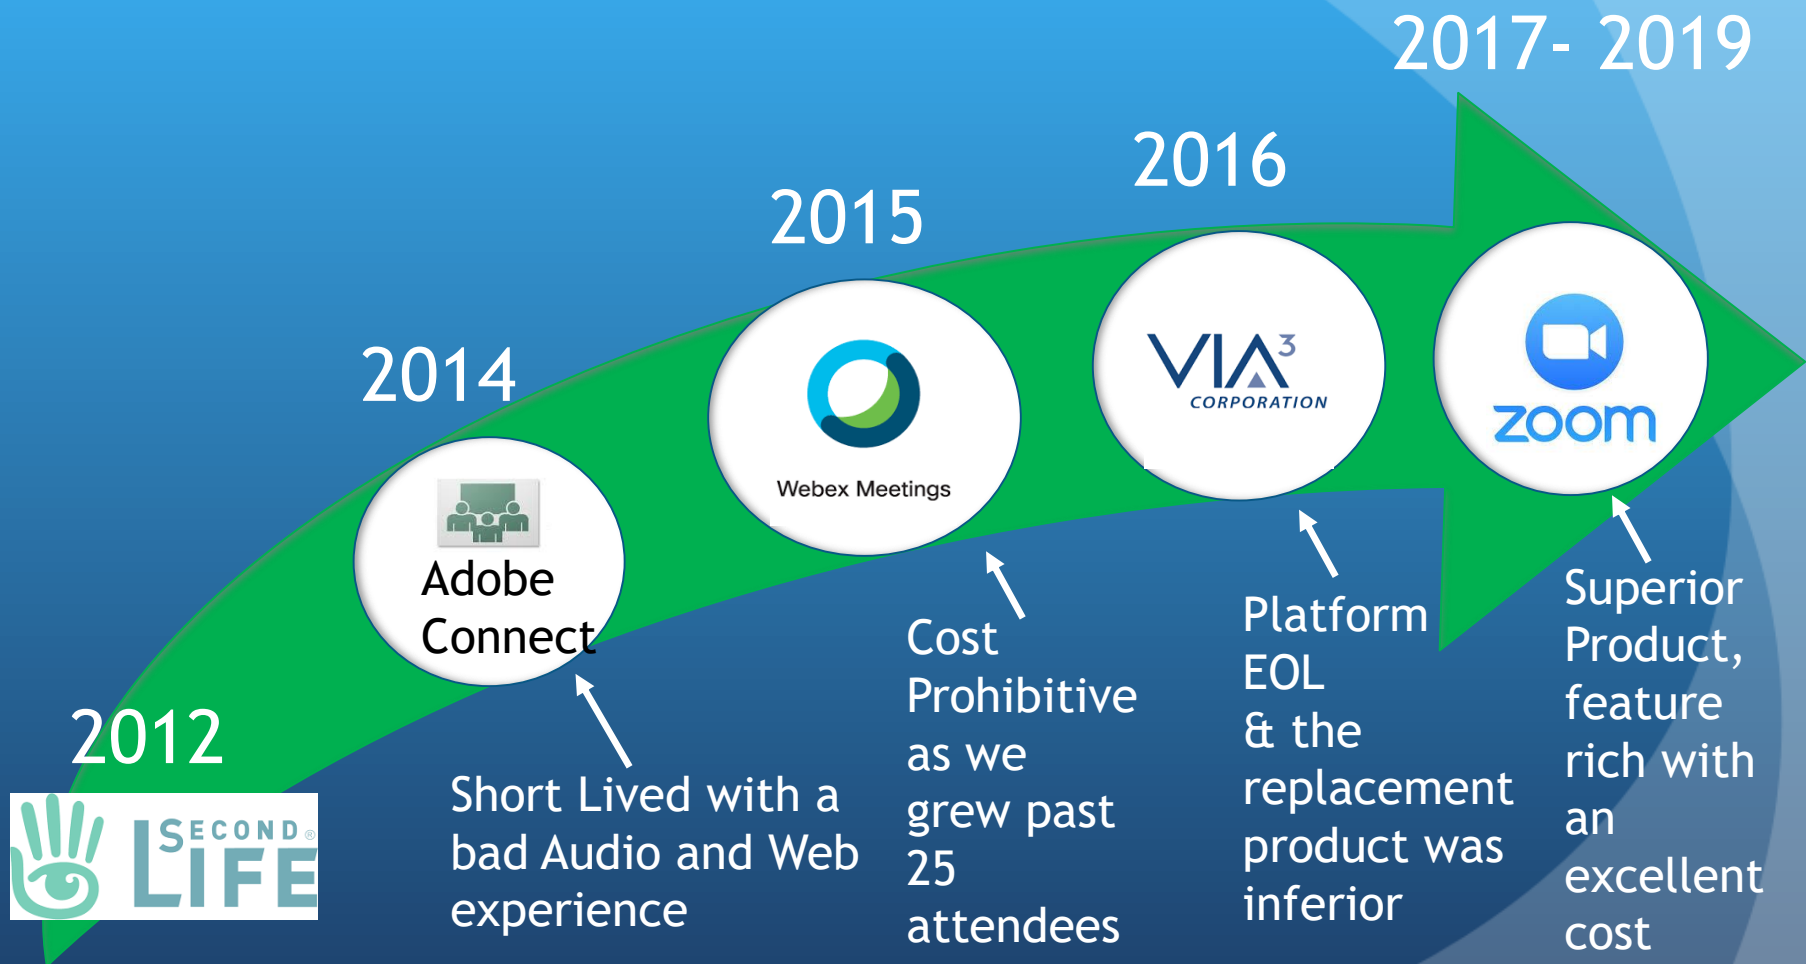 2012
SECOND®
LIFE
2014
Adobe
Connect
Short Lived with a
bad Audio and Web
experience
2015
Webex Meetings
Cost
Prohibitive
as we
grew past
25
attendees
2016
VIA3
CORPORATION
Platform
EOL
& the
replacement
product was
inferior
2017- 2019
zoom
Superior
Product,
feature
rich with
an
excellent
cost